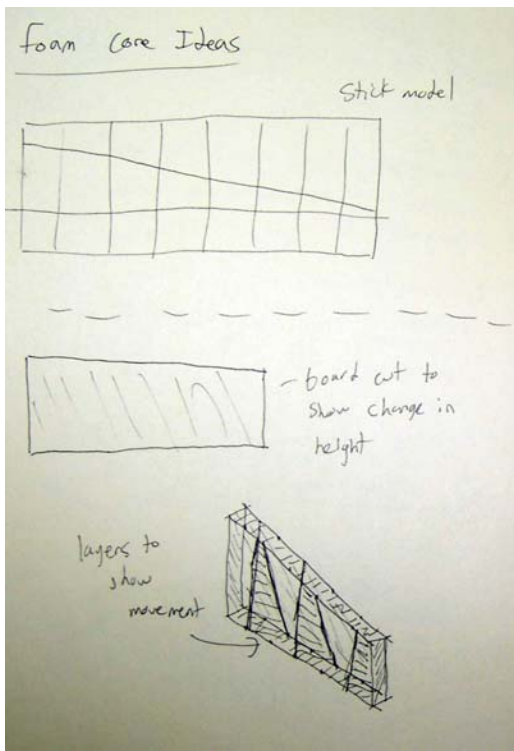 foam core Ideas
Stick model
- board cut to
show change in
height
layers to
show
movement